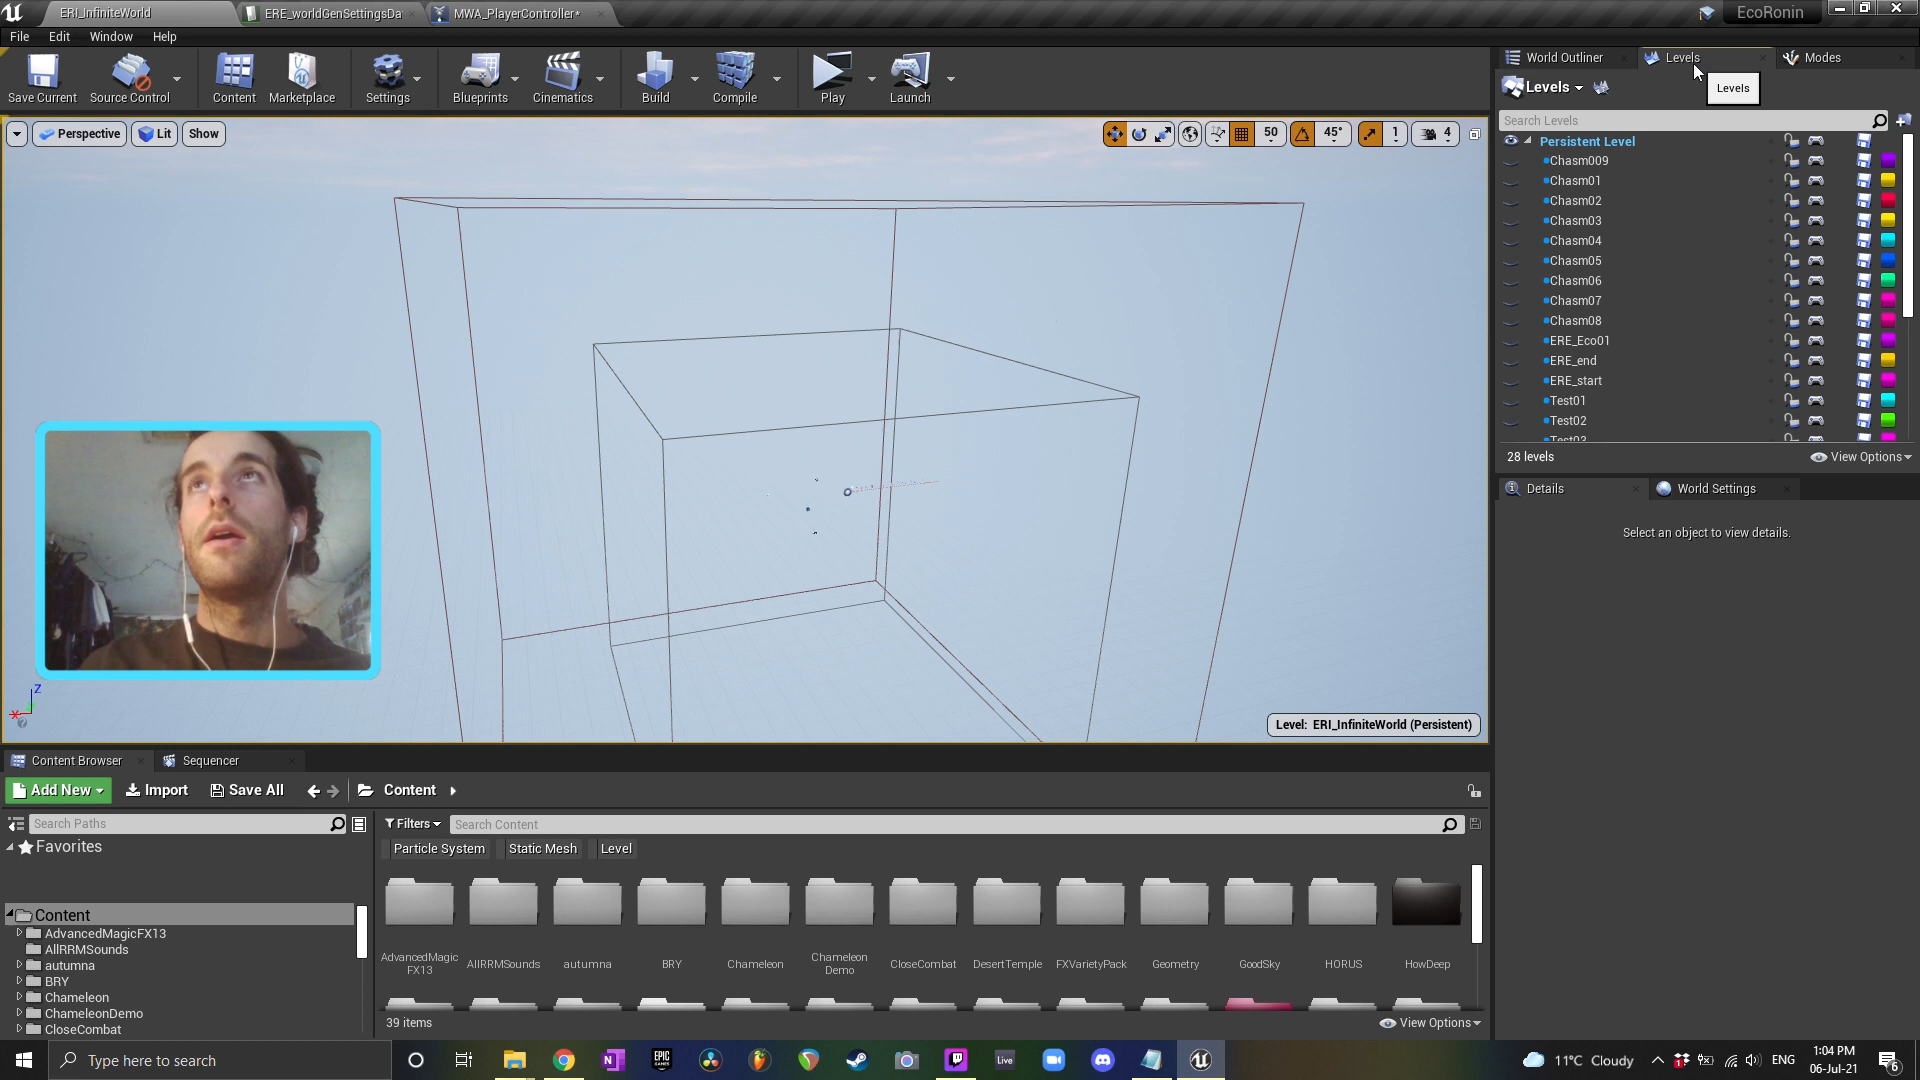 ERI_InfiniteWorld
ERE_worldGenSettingsDa
MWA_PlayerController*
EcoRonin
File Edit Window Help
Save Current
Source Control
Content
Marketplace
Settings
Blueprints
Cinematics
Build
Compile
Play
Launch
World Outliner
Levels
Modes
Levels
Levels
Search Levels
Perspective
Lit
Show
50
45°
1
4
Persistent Level
Chasm009
Chasm01
Chasm02
Chasm03
Chasm04
Chasm05
Chasm06
Chasm07
Chasm08
ERE_Eco01
ERE_end
ERE_start
Test01
Test02
Test03
28 levels
View Options
Details
World Settings
Select an object to view details.
Z
X
Level: ERI_InfiniteWorld (Persistent)
Content Browser
Sequencer
Add New
Import
Save All
Content
Search Paths
Filters
Search Content
Favorites
Particle System
Static Mesh
Level
Content
AdvancedMagicFX13
AllRRMSounds
autumna
BRY
Chameleon
ChameleonDemo
CloseCombat
AdvancedMagic
FX13
AllRRMSounds
autumna
BRY
Chameleon
Chameleon
Demo
CloseCombat
DesertTemple
FXVarietyPack
Geometry
GoodSky
HORUS
HowDeep
39 items
View Options
Type here to search
EPIC
GAMES
Live
11°C Cloudy
ENG
1:04 PM
06-Jul-21
6